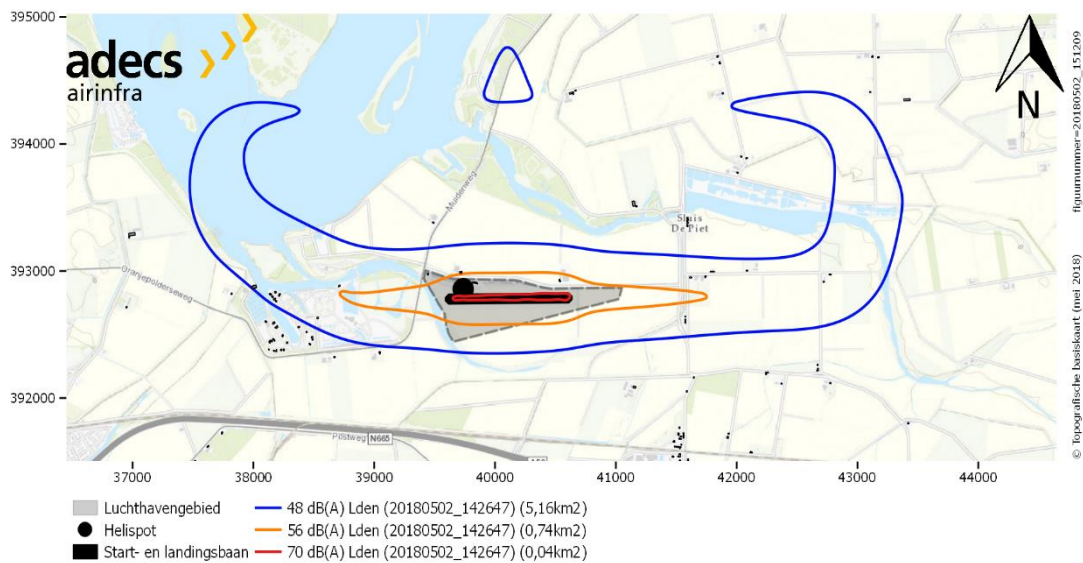 395000
394000
393000
392000
adecs
airinfra
N
Muidenweg
Sluis
De Piet
Oranjepolderseweg
Postweg
N665
37000
38000
39000
40000
41000
42000
43000
44000
figuurnummer=20180502_151209
© Topografische basiskaart (mei 2018)
Luchthavengebied
Helispot
Start- en landingsbaan
48 dB(A) Lden (20180502_142647) (5,16km2)
56 dB(A) Lden (20180502_142647) (0,74km2)
70 dB(A) Lden (20180502_142647) (0,04km2)